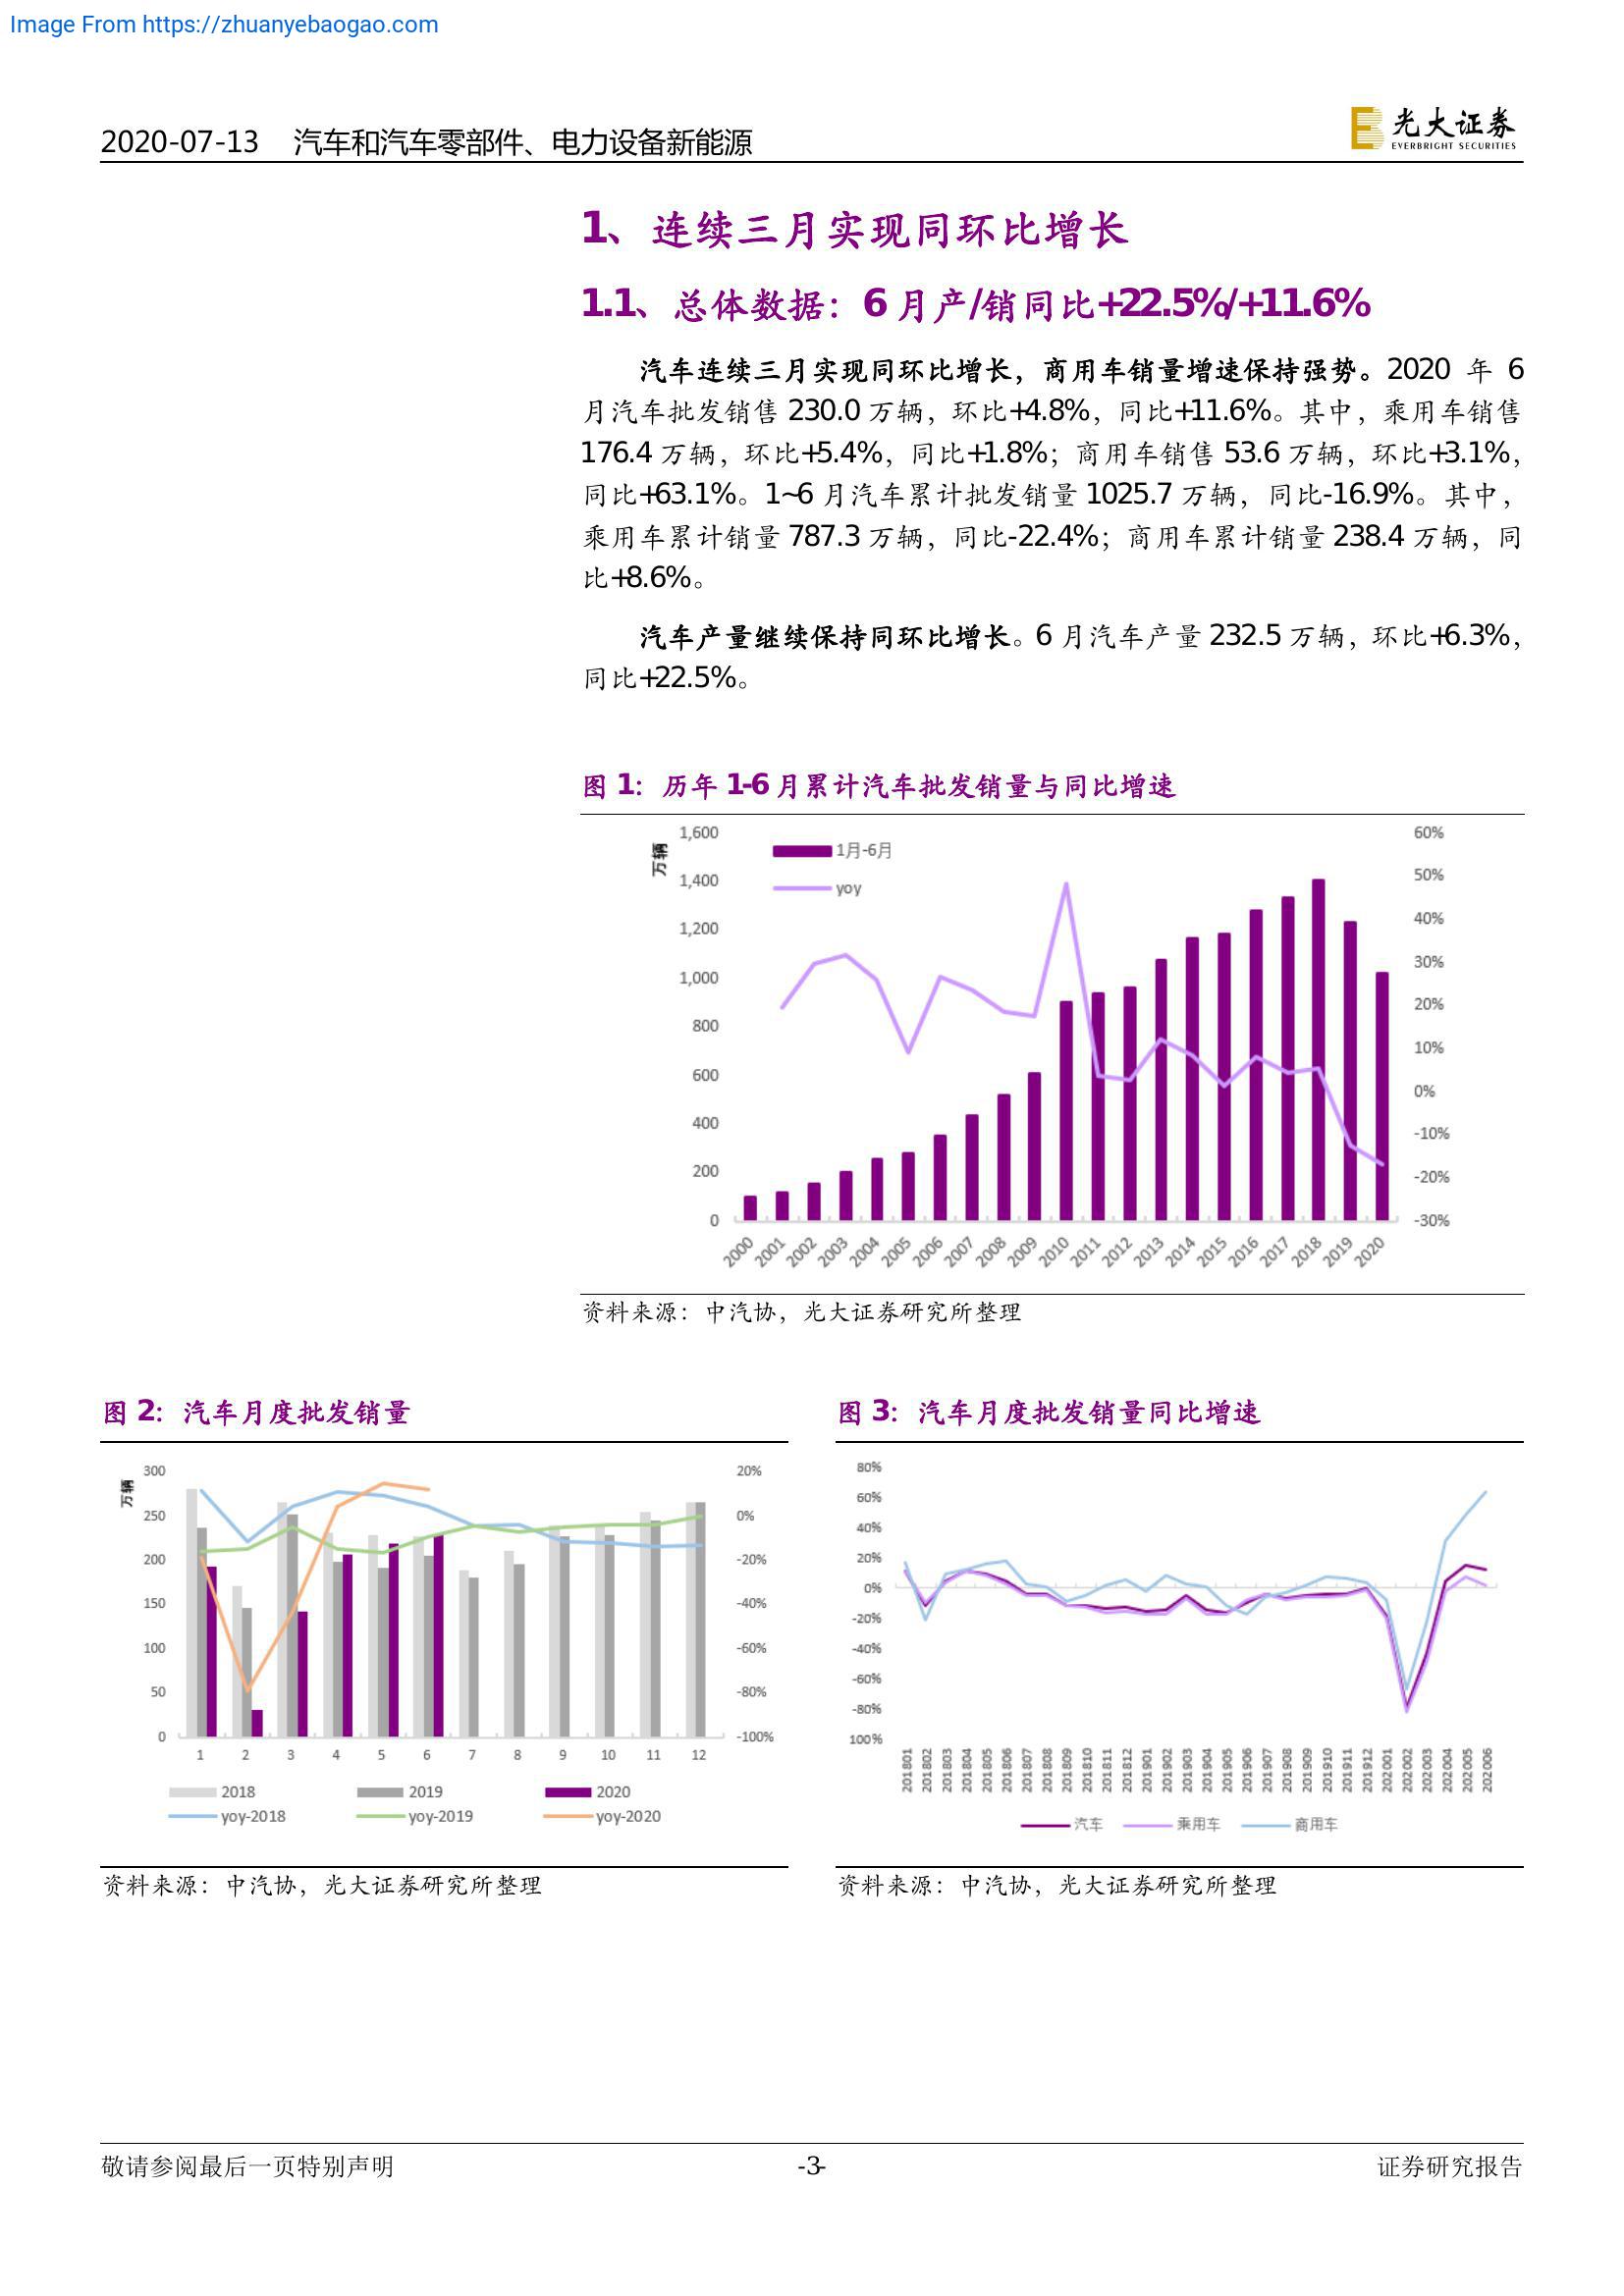 Image From https://zhuanyebaogao.com
2020-07-13 汽车和汽车零部件、电力设备新能源
光大证券
EVERBRIGHT SECURITIES
1、连续三月实现同环比增长
1.1、总体数据：6 月产/销同比+22.5%/+11.6%
汽车连续三月实现同环比增长，商用车销量增速保持强势。2020 年 6
月汽车批发销售 230.0 万辆，环比+4.8%，同比+11.6%。其中，乘用车销售
176.4 万辆，环比+5.4%，同比+1.8%；商用车销售 53.6 万辆，环比+3.1%，
同比+63.1%。1~6 月汽车累计批发销量 1025.7 万辆，同比-16.9%。其中，
乘用车累计销量 787.3 万辆，同比-22.4%；商用车累计销量 238.4 万辆，同
比+8.6%。
汽车产量继续保持同环比增长。6 月汽车产量 232.5 万辆，环比+6.3%，
同比+22.5%。
图 1：历年 1-6 月累计汽车批发销量与同比增速
万辆
1,600
1,400
1,200
1,000
800
600
400
200
0
1月-6月
yoy
60%
50%
40%
30%
20%
10%
0%
-10%
-20%
-30%
2000 2001 2002 2003 2004 2005 2006 2007 2008 2009 2010 2011 2012 2013 2014 2015 2016 2017 2018 2019 2020
资料来源：中汽协，光大证券研究所整理
图 2：汽车月度批发销量
万辆
300
250
200
150
100
50
0
20%
0%
-20%
-40%
-60%
-80%
-100%
1 2 3 4 5 6 7 8 9 10 11 12
2018 2019 2020
yoy-2018 yoy-2019 yoy-2020
资料来源：中汽协，光大证券研究所整理
图 3：汽车月度批发销量同比增速
80%
60%
40%
20%
0%
-20%
-40%
-60%
-80%
100%
201801 201802 201803 201804 201805 201806 201807 201808 201809 201810 201811 201812 201901 201902 201903 201904 201905 201906 201907 201908 201909 201910 201911 201912 202001 202002 202003 202004 202005 202006
汽车 乘用车 商用车
资料来源：中汽协，光大证券研究所整理
敬请参阅最后一页特别声明 -3- 证券研究报告